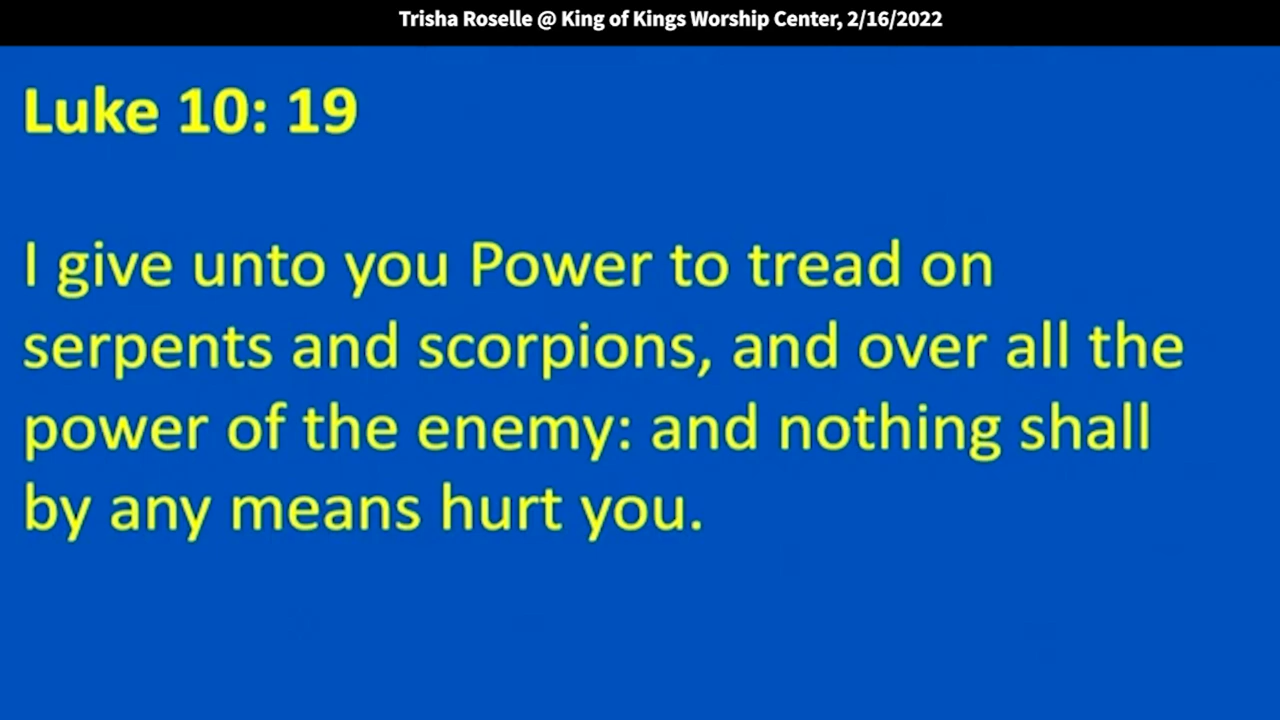 Trisha Roselle @ King of Kings Worship Center, 2/16/2022
Luke 10: 19
I give unto you Power to tread on
serpents and scorpions, and over all the
power of the enemy: and nothing shall
by any means hurt you.